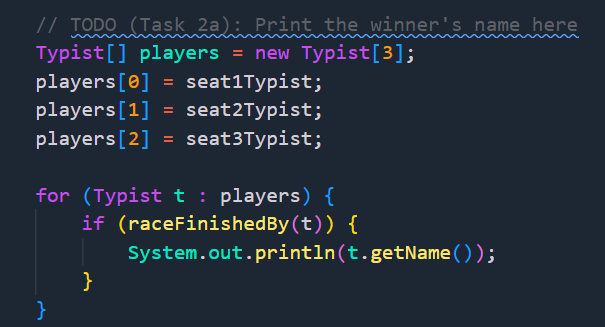 // TODO (Task 2a): Print the winner's name here
Typist[] players = new Typist[3];
players[0] = seat1Typist;
players[1] = seat2Typist;
players[2] = seat3Typist;

for (Typist t : players) {
    if (raceFinishedBy(t)) {
        System.out.println(t.getName());
    }
}